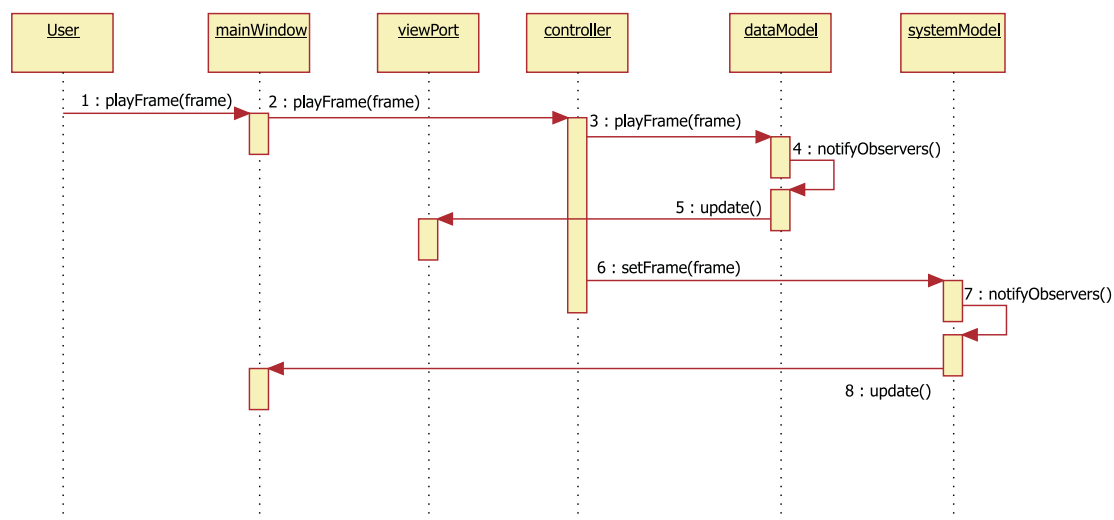 User
mainWindow
viewPort
controller
dataModel
systemModel
1 : playFrame(frame)
2 : playFrame(frame)
3 : playFrame(frame)
4 : notifyObservers()
5 : update()
6 : setFrame(frame)
7 : notifyObservers()
8 : update()